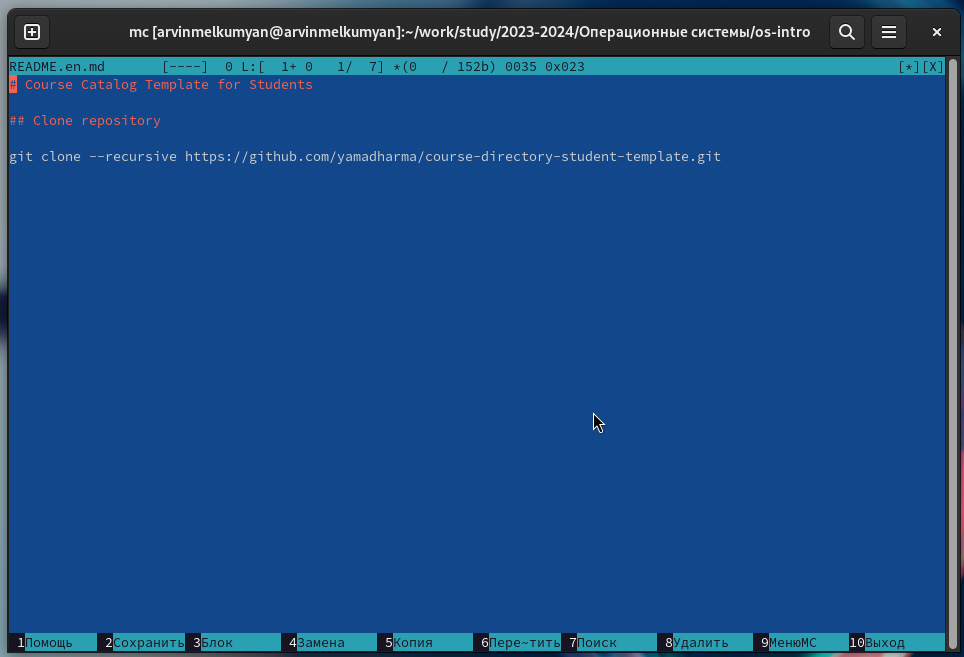 mc [arvinmelkumyan@arvinmelkumyan]:~/work/study/2023-2024/Операционные системы/os-intro
README.en.md [----] 0 L:[ 1+ 0 1/ 7] *(0 / 152b) 0035 0x023 [*][X]
# Course Catalog Template for Students
## Clone repository
git clone --recursive https://github.com/yamadharma/course-directory-student-template.git
1Помощь 2Сохранить 3Блок 4Замена 5Копия 6Пере~тить 7Поиск 8Удалить 9МенюМС 10Выход